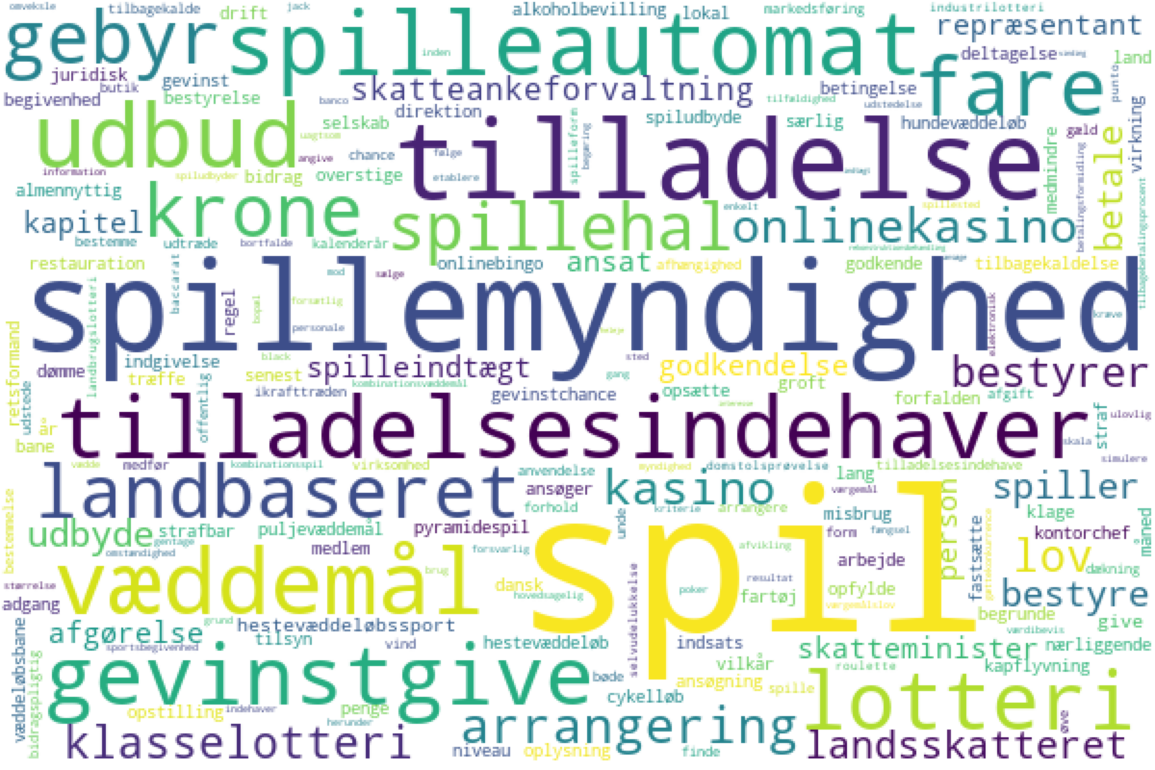 omveksle tilbagekalde jack alkoholbevilling lokal markedsføring industrilotteri
gebyr spilleautomat drift repræsentant
inden deltagelse land
juridisk gevinst skatteankeforvaltning betingelse fare
butik begivenhed bestyrelse banco tilfældighed udstedelse punto
direktion selskab spiludbyde særlig hundevæddeløb gæld virkning
udbud uagtsom tilladelse spilleform begæring medmindre betale
angive chance følge
information spiludbyder bidrag overstige etablere
almennyttig krone spillehal enkelt spillested onlinekasino betalingsformidling
kapitel bestemme udtræde bortfalde kalenderår rekonstruktionsbehandling
restauration onlinebingo ansat afhængighed godkende tilbagekaldelse tilbagebetalingsprocent
spillemyndighed
landbrugslotteri baccarat regel bopæl mod sælge forsætlig personale elektronisk kræve
retsformand dømme indgivelse black sted godkendelse bestyrer
udstede træffe offentlig senest spilleindtægt gang opsætte groft
ikrafttræden kombinationsvæddemål gevinstchance forfalden afgift
år bane tilladelsesindehaver straf ulovlig skala
vædde medfør kombinationsspil virksomhed anvendelse myndighed domstolsprøvelse tilladelsesindehave simulere
landbaseret ansøger kasino lang værgemål spiller
bestemmelse forhold kriterie arrangere misbrug klage
udbyde strafbar puljevæddemål pyramidespil unde spil form fængsel person kontorchef måned
gentage omstændighed medlem forsvarlig afvikling arbejde fastsætte gættekonkurrence lov dækning
størrelse væddemål brug dansk resultat opfylde
adgang hovedsagelig poker fartøj værgemålslov bestyre
grund hestevæddeløbssport begrunde værdibevis give
afgørelse tilsyn vind hestevæddeløb selvudelukkelse indsats skatteminister nærliggende
væddeløbsbane sportsbegivenhed vilkår roulette kapflyvning
bidragspligtig gevinstgive bøde ansøgning spille lotteri
opstilling indehaver penge cykelløb
herunder arrangering øve
klasselotteri niveau oplysning finde landsskatteret